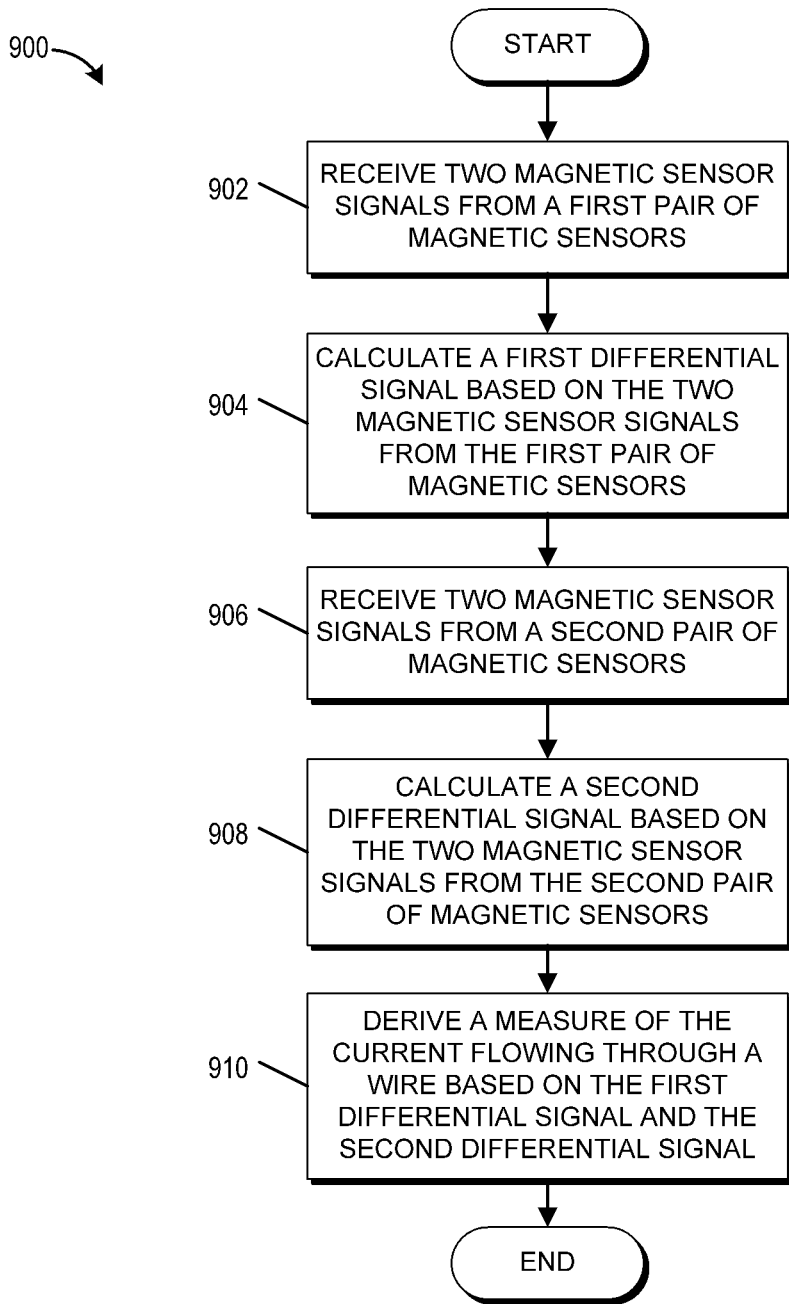 900
START
902
RECEIVE TWO MAGNETIC SENSOR
SIGNALS FROM A FIRST PAIR OF
MAGNETIC SENSORS
904
CALCULATE A FIRST DIFFERENTIAL
SIGNAL BASED ON THE TWO
MAGNETIC SENSOR SIGNALS
FROM THE FIRST PAIR OF
MAGNETIC SENSORS
906
RECEIVE TWO MAGNETIC SENSOR
SIGNALS FROM A SECOND PAIR OF
MAGNETIC SENSORS
908
CALCULATE A SECOND
DIFFERENTIAL SIGNAL BASED ON
THE TWO MAGNETIC SENSOR
SIGNALS FROM THE SECOND PAIR
OF MAGNETIC SENSORS
910
DERIVE A MEASURE OF THE
CURRENT FLOWING THROUGH A
WIRE BASED ON THE FIRST
DIFFERENTIAL SIGNAL AND THE
SECOND DIFFERENTIAL SIGNAL
END